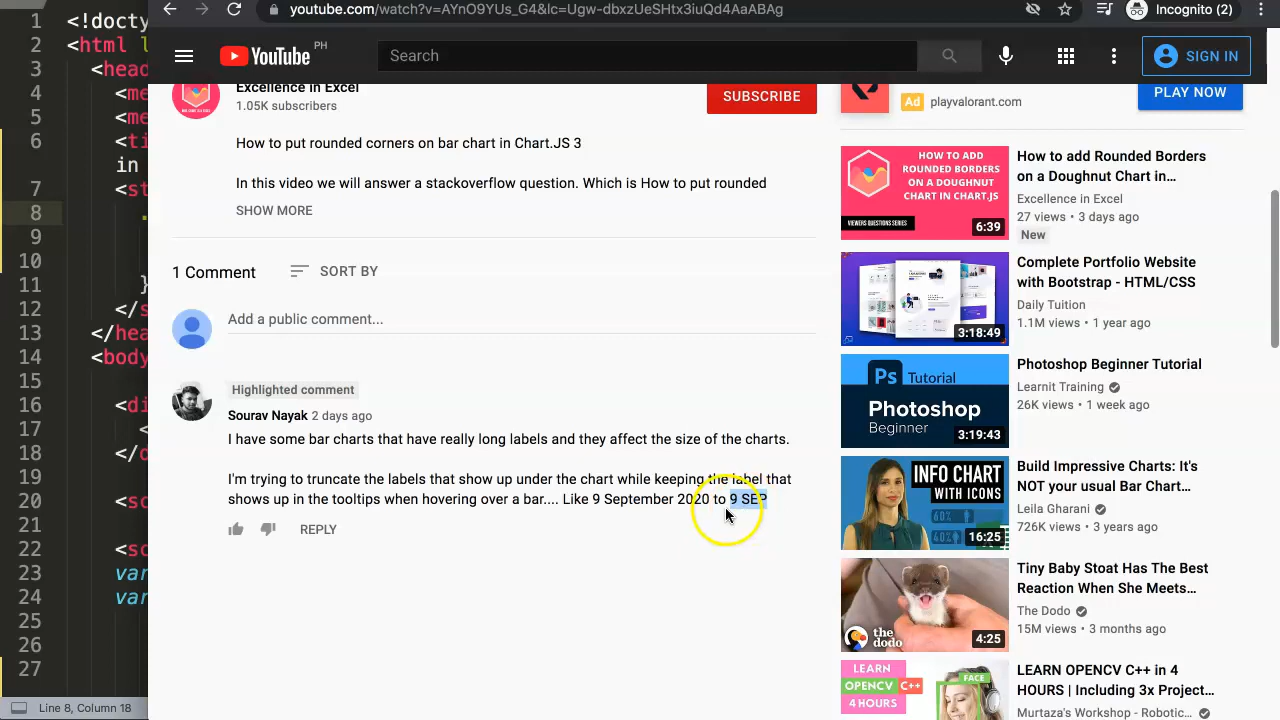 1 <!docty
2 <html l
3 <head
4 <me
5 <me
6 <ti
in
7 <st
8 .
9
10
11 }
12 </s
13 </hea
14 <body
15
16 <di
17 <
18 </d
19
20 <sc
21
22 <sc
23 var
24 var
25
26
27
Line 8, Column 18
youtube.com/watch?v=AYnO9YUs_G4&lc=Ugw-dbxzUeSHtx3iuQd4AaABAg
Incognito (2)
YouTube PH
Search
SIGN IN
Excellence in Excel
1.05K subscribers
SUBSCRIBE
How to put rounded corners on bar chart in Chart.JS 3
In this video we will answer a stackoverflow question. Which is How to put rounded
SHOW MORE
1 Comment
SORT BY
Add a public comment...
Highlighted comment
Sourav Nayak 2 days ago
I have some bar charts that have really long labels and they affect the size of the charts.
I'm trying to truncate the labels that show up under the chart while keeping the label that
shows up in the tooltips when hovering over a bar.... Like 9 September 2020 to 9 SEP
REPLY
Ad playvalorant.com
PLAY NOW
HOW TO ADD
ROUNDED BORDERS
ON A DOUGHNUT
CHART IN CHART.JS
VIEWERS QUESTIONS SERIES
6:39
How to add Rounded Borders
on a Doughnut Chart in...
Excellence in Excel
27 views • 3 days ago
New
3:18:49
Complete Portfolio Website
with Bootstrap - HTML/CSS
Daily Tuition
1.1M views • 1 year ago
Ps Tutorial
Photoshop
Beginner
3:19:43
Photoshop Beginner Tutorial
Learnit Training
26K views • 1 week ago
INFO CHART
WITH ICONS
60%
40%
16:25
Build Impressive Charts: It's
NOT your usual Bar Chart...
Leila Gharani
726K views • 3 years ago
the
dodo
4:25
Tiny Baby Stoat Has The Best
Reaction When She Meets...
The Dodo
15M views • 3 months ago
LEARN
OPENCV C++
4 HOURS
FACE
LEARN OPENCV C++ in 4
HOURS | Including 3x Project...
Murtaza's Workshop - Robotic...